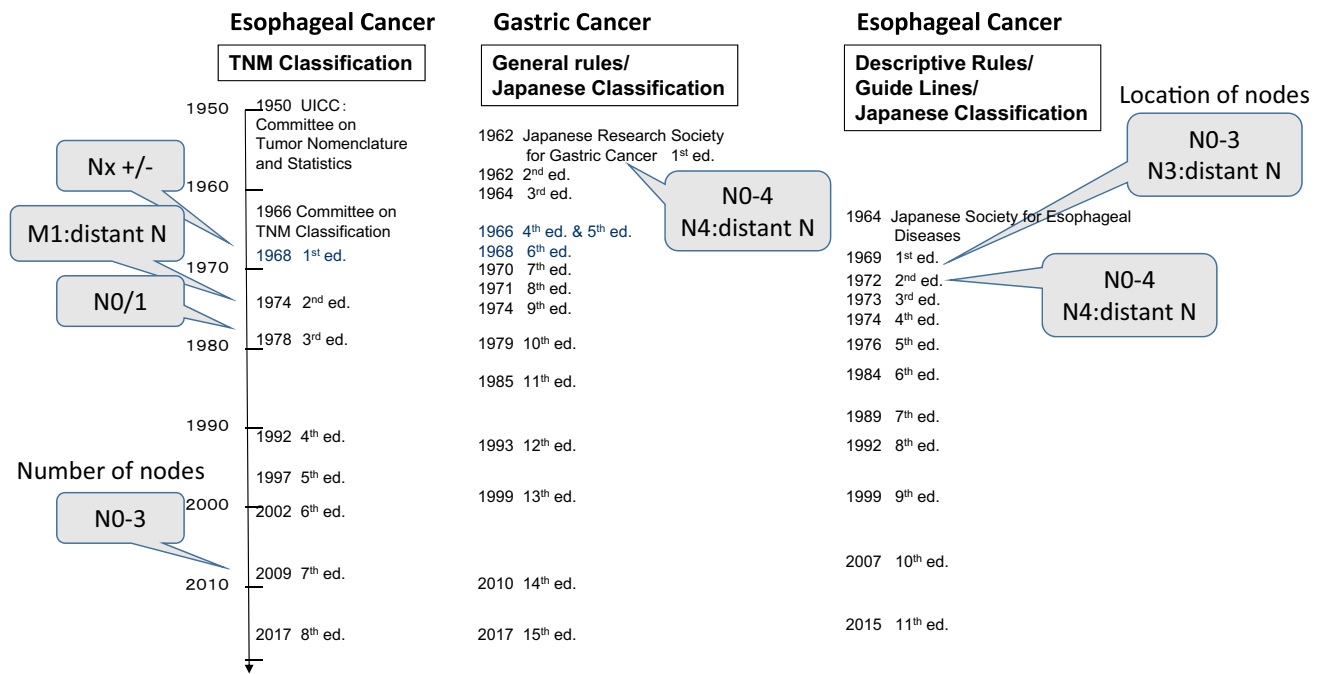 Esophageal Cancer
TNM Classification
1950
1960
1970
1980
1990
2000
2010
1950 UICC:
Committee on
Tumor Nomenclature
and Statistics
1966 Committee on
TNM Classification
1968 1st ed.
1974 2nd ed.
1978 3rd ed.
1992 4th ed.
1997 5th ed.
2002 6th ed.
2009 7th ed.
2017 8th ed.
Nx +/-
M1:distant N
N0/1
Number of nodes
N0-3
Gastric Cancer
General rules/
Japanese Classification
1962 Japanese Research Society
for Gastric Cancer 1st ed.
1962 2nd ed.
1964 3rd ed.
1966 4th ed. & 5th ed.
1968 6th ed.
1970 7th ed.
1971 8th ed.
1974 9th ed.
1979 10th ed.
1985 11th ed.
1993 12th ed.
1999 13th ed.
2010 14th ed.
2017 15th ed.
N0-4
N4:distant N
Esophageal Cancer
Descriptive Rules/
Guide Lines/
Japanese Classification
1964 Japanese Society for Esophageal
Diseases
1969 1st ed.
1972 2nd ed.
1973 3rd ed.
1974 4th ed.
1976 5th ed.
1984 6th ed.
1989 7th ed.
1992 8th ed.
1999 9th ed.
2007 10th ed.
2015 11th ed.
Location of nodes
N0-3
N3:distant N
N0-4
N4:distant N